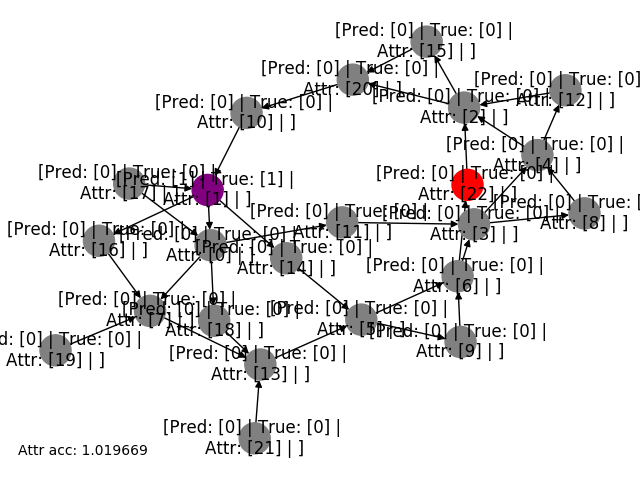 [Pred: [0] | True: [0] |
Attr: [15] | ]
[Pred: [0] | True: [0] |
Attr: [20] | ]
[Pred: [0] | True: [0]
Attr: [12] | ]
[Pred: [0] | True: [0] |
Attr: [2] | ]
[Pred: [0] | True: [0] |
Attr: [10] | ]
[Pred: [0] | True: [0] |
Attr: [4] | ]
[Pred: [0] | True: [0] |
Attr: [17] | ]
[Pred: [1] | True: [1] |
Attr: [1] | ]
[Pred: [0] | True: [0] |
Attr: [22] | ]
[Pred: [0] | True: [
Attr: [8] | ]
[Pred: [0] | True: [0] |
Attr: [11] | ]
[Pred: [0] | True: [0] |
Attr: [3] | ]
[Pred: [0] | True: [0] |
Attr: [16] | ]
[Pred: [0] | True: [0] |
Attr: [0] | ]
[Pred: [0] | True: [0] |
Attr: [14] | ]
[Pred: [0] | True: [0] |
Attr: [6] | ]
[Pred: [0] | True: [0] |
Attr: [7] | ]
[Pred: [0] | True: [0] |
Attr: [18] | ]
[Pred: [0] | True: [0] |
Attr: [5] | ]
[Pred: [0] | True: [0] |
Attr: [9] | ]
d: [0] | True: [0] |
Attr: [19] | ]
[Pred: [0] | True: [0] |
Attr: [13] | ]
[Pred: [0] | True: [0] |
Attr: [21] | ]
Attr acc: 1.019669